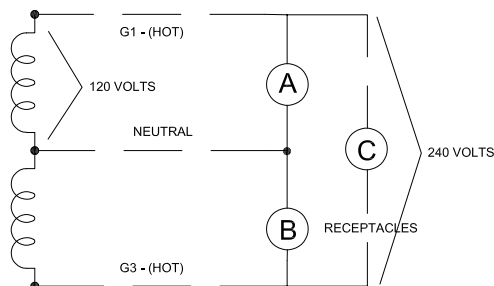 G1 - (HOT)
A
120 VOLTS
NEUTRAL
C
240 VOLTS
B
RECEPTACLES
G3 - (HOT)